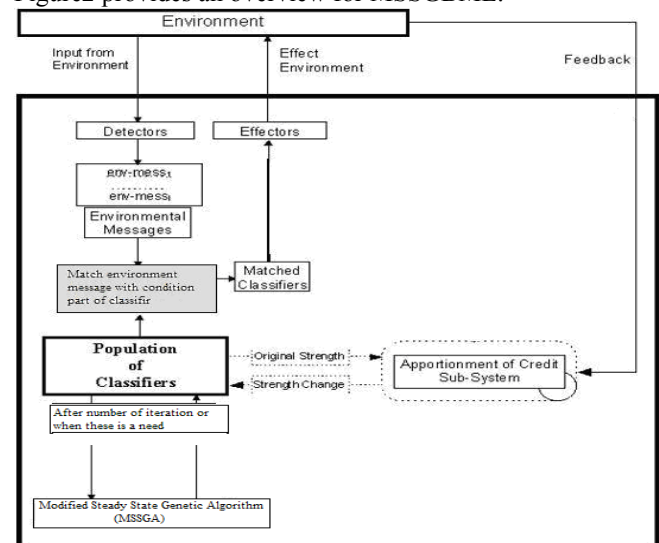 Figure2 provides an overview for MSSGBML.
Environment
Input from
Environment
Effect
Environment
Feedback
Detectors
Effectors
env-mess₁
............
env-messₗ
Environmental
Messages
Match environment
message with condition
part of classifir
Matched
Classifiers
Population
of
Classifiers
Original Strength
Strength Change
Apportionment of Credit
Sub-System
After number of iteration or
when these is a need
Modified Steady State Genetic Algorithm
(MSSGA)